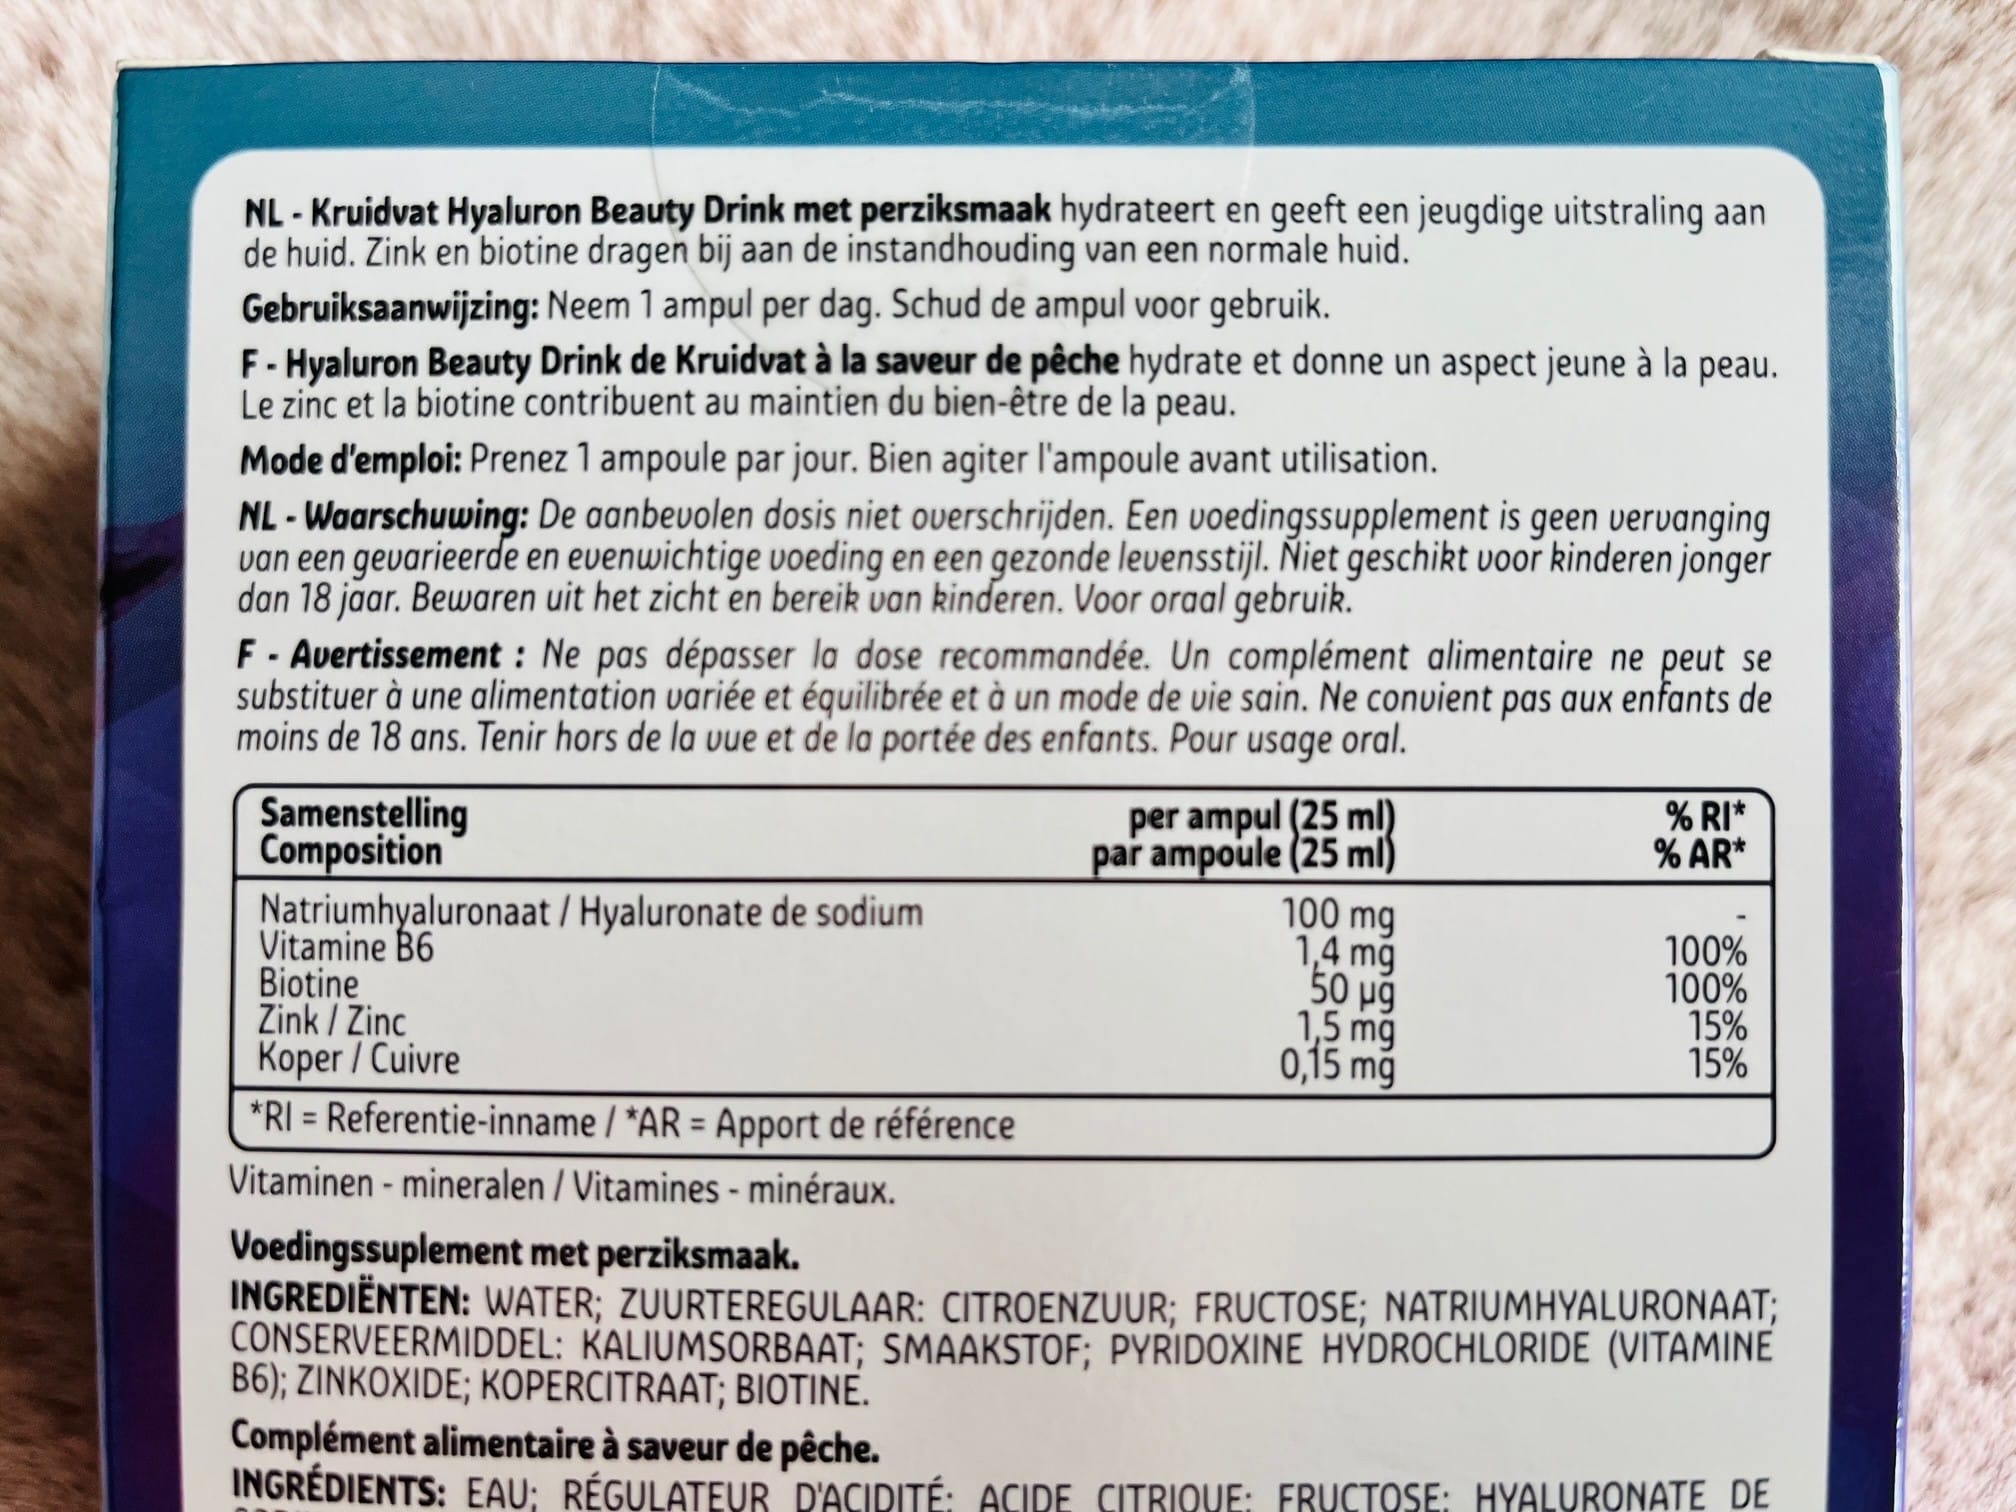 NL - Kruidvat Hyaluron Beauty Drink met perziksmaak hydrateert en geeft een jeugdige uitstraling aan
de huid. Zink en biotine dragen bij aan de instandhouding van een normale huid.
Gebruiksaanwijzing: Neem 1 ampul per dag. Schud de ampul voor gebruik.
F - Hyaluron Beauty Drink de Kruidvat à la saveur de pêche hydrate et donne un aspect jeune à la peau.
Le zinc et la biotine contribuent au maintien du bien-être de la peau.
Mode d'emploi: Prenez 1 ampoule par jour. Bien agiter l'ampoule avant utilisation.
NL - Waarschuwing: De aanbevolen dosis niet overschrijden. Een voedingssupplement is geen vervanging
van een gevarieerde en evenwichtige voeding en een gezonde levensstijl. Niet geschikt voor kinderen jonger
dan 18 jaar. Bewaren uit het zicht en bereik van kinderen. Voor oraal gebruik.
F - Avertissement : Ne pas dépasser la dose recommandée. Un complément alimentaire ne peut se
substituer à une alimentation variée et équilibrée et à un mode de vie sain. Ne convient pas aux enfants de
moins de 18 ans. Tenir hors de la vue et de la portée des enfants. Pour usage oral.
Samenstelling per ampul (25 ml) % RI*
Composition par ampoule (25 ml) % AR*
Natriumhyaluronaat / Hyaluronate de sodium 100 mg -
Vitamine B6 1,4 mg 100%
Biotine 50 µg 100%
Zink / Zinc 1,5 mg 15%
Koper / Cuivre 0,15 mg 15%
*RI = Referentie-inname / *AR = Apport de référence
Vitaminen - mineralen / Vitamines - minéraux.
Voedingssuplement met perziksmaak.
INGREDIËNTEN: WATER; ZUURTEREGULAAR: CITROENZUUR; FRUCTOSE; NATRIUMHYALURONAAT;
CONSERVEERMIDDEL: KALIUMSORBAAT; SMAAKSTOF; PYRIDOXINE HYDROCHLORIDE (VITAMINE
B6); ZINKOXIDE; KOPERCITRAAT; BIOTINE.
Complément alimentaire à saveur de pêche.
INGRÉDIENTS: EAU; RÉGULATEUR D'ACIDITÉ: ACIDE CITRIQUE; FRUCTOSE; HYALURONATE DE